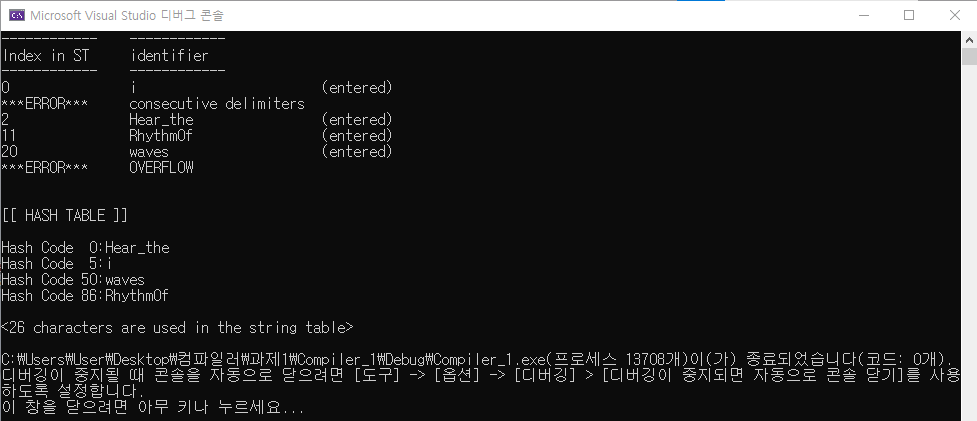 Microsoft Visual Studio 디버그 콘솔
------------ ------------
Index in ST identifier
------------ ------------
0 i (entered)
***ERROR*** consecutive delimiters
2 Hear_the (entered)
11 RhythmOf (entered)
20 waves (entered)
***ERROR*** OVERFLOW
[[ HASH TABLE ]]
Hash Code 0:Hear_the
Hash Code 5:i
Hash Code 50:waves
Hash Code 86:RhythmOf
<26 characters are used in the string table>
C:₩Users₩User₩Desktop₩컴파일러₩과제1₩Compiler_1₩Debug₩Compiler_1.exe(프로세스 13708개)이(가) 종료되었습니다(코드: 0개).
디버깅이 중지될 때 콘솔을 자동으로 닫으려면 [도구] -> [옵션] -> [디버깅] > [디버깅이 중지되면 자동으로 콘솔 닫기]를 사용
하도록 설정합니다.
이 창을 닫으려면 아무 키나 누르세요...